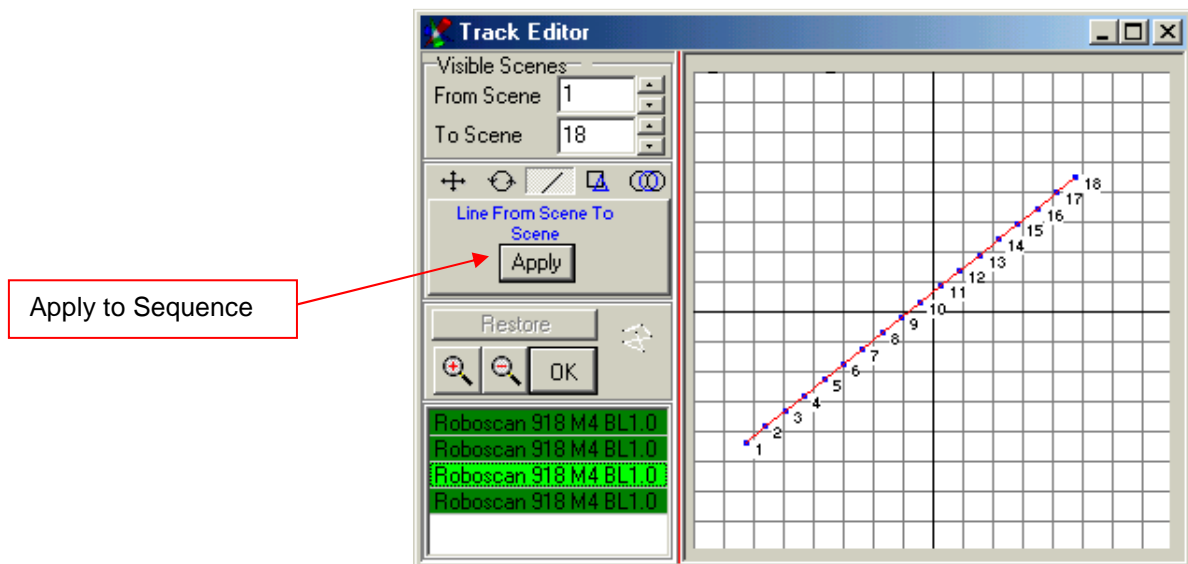 Track Editor
Visible Scenes
From Scene 1
To Scene 18
Line From Scene To
Scene
Apply
Apply to Sequence
Restore
OK
Roboscan 918 M4 BL1.0
Roboscan 918 M4 BL1.0
Roboscan 918 M4 BL1.0
Roboscan 918 M4 BL1.0
18
17
16
15
14
13
12
11
10
9
8
7
6
5
4
3
2
1